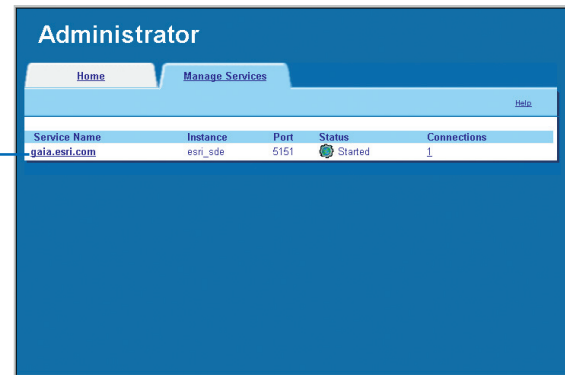 Administrator
Home Manage Services
Help
Service Name Instance Port Status Connections
gaia.esri.com esri_sde 5151 Started 1